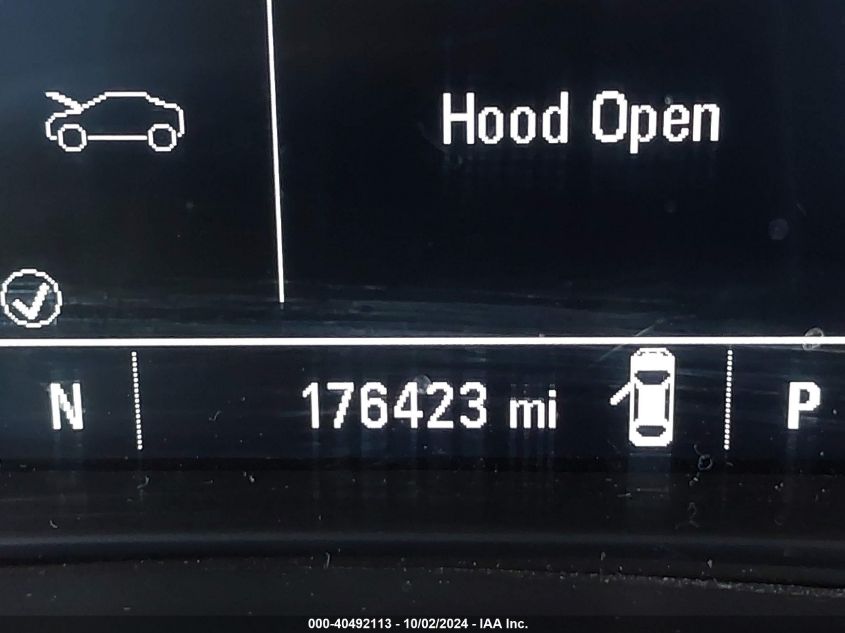 Hood Open
N 176423 mi P
000-40492113 - 10/02/2024 - IAA Inc.